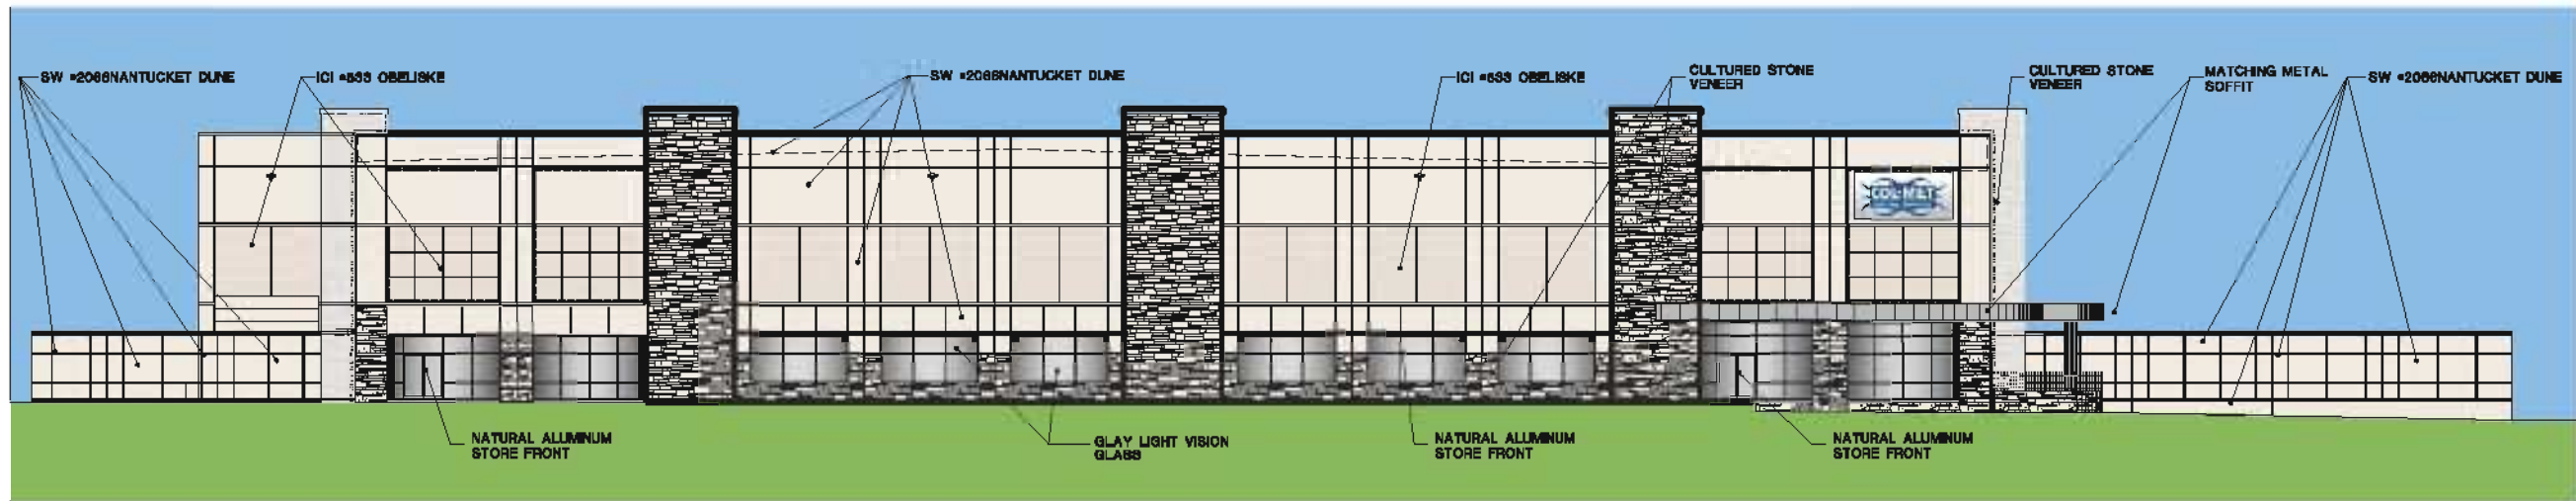 SW #2066NANTUCKET DUNE
ICI #533 OBELISKE
SW #2066NANTUCKET DUNE
ICI #533 OBELISKE
CULTURED STONE
VENEER
CULTURED STONE
VENEER
MATCHING METAL
SOFFIT
SW #2066NANTUCKET DUNE
COL-MET
NATURAL ALUMINUM
STORE FRONT
GLAY LIGHT VISION
GLASS
NATURAL ALUMINUM
STORE FRONT
NATURAL ALUMINUM
STORE FRONT